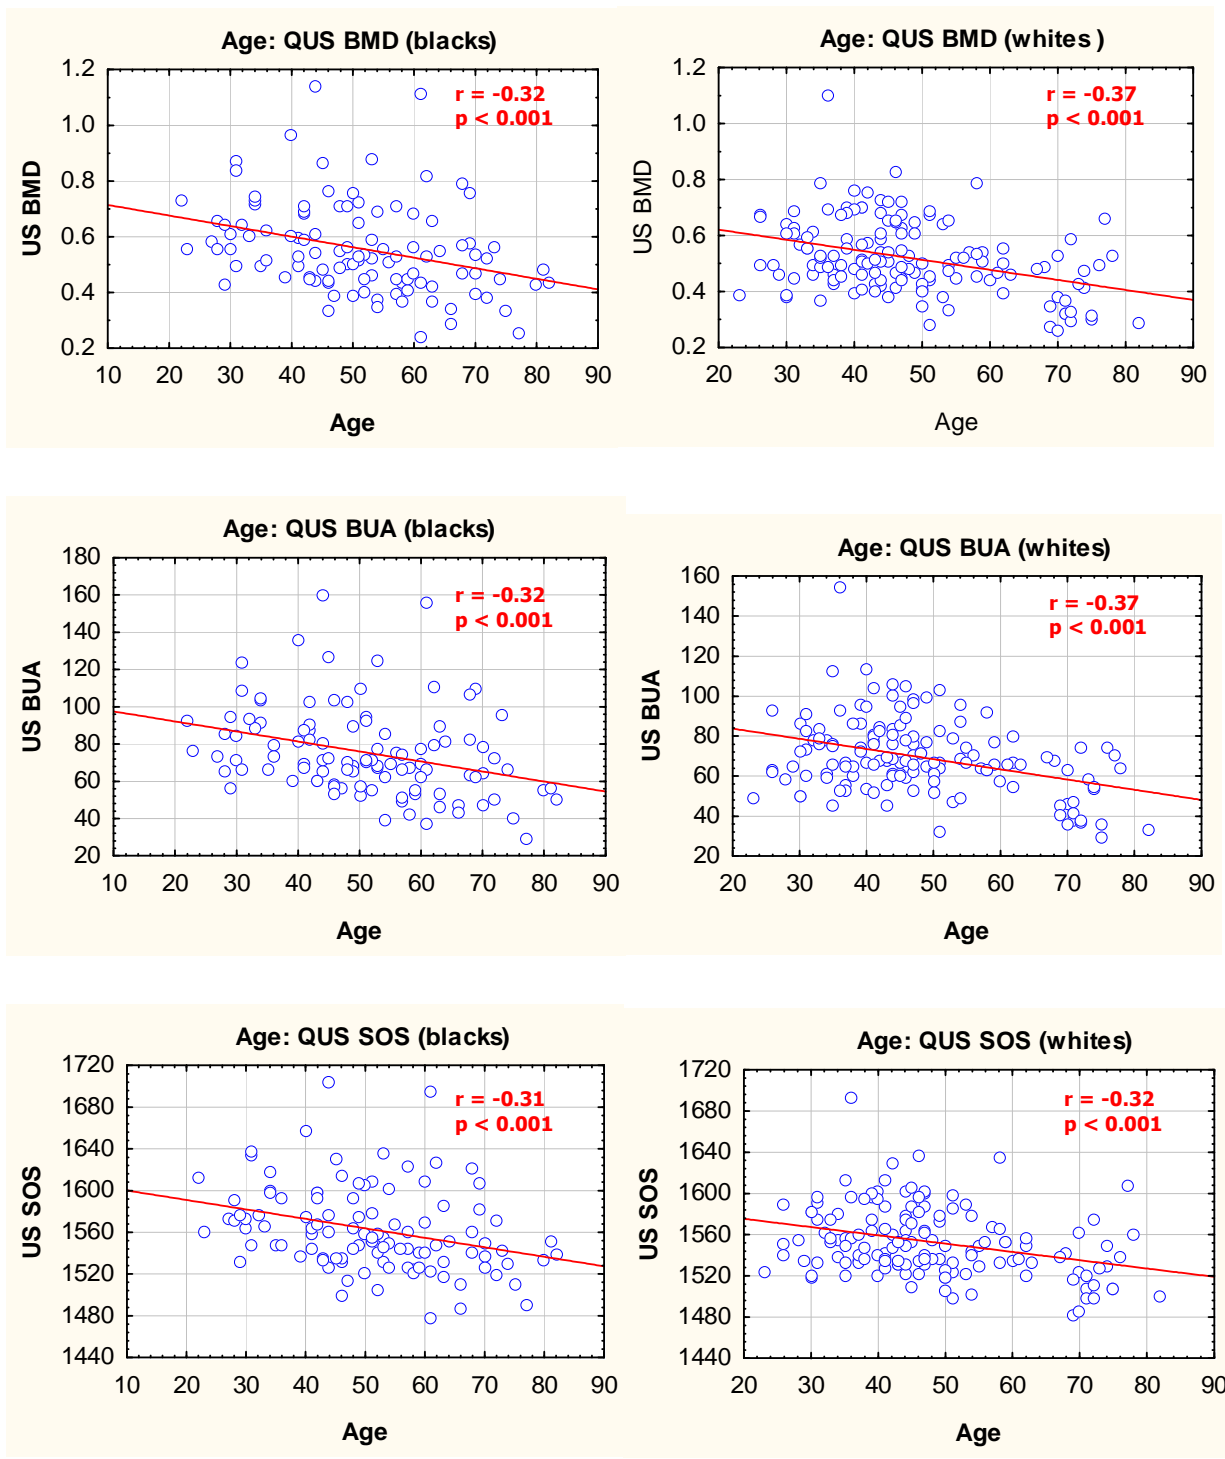 Age: QUS BMD (blacks)
r = -0.32
p < 0.001
US BMD
1.2
1.0
0.8
0.6
0.4
0.2
10 20 30 40 50 60 70 80 90
Age
Age: QUS BMD (whites )
r = -0.37
p < 0.001
US BMD
1.2
1.0
0.8
0.6
0.4
0.2
20 30 40 50 60 70 80 90
Age
Age: QUS BUA (blacks)
r = -0.32
p < 0.001
US BUA
180
160
140
120
100
80
60
40
20
10 20 30 40 50 60 70 80 90
Age
Age: QUS BUA (whites)
r = -0.37
p < 0.001
US BUA
160
140
120
100
80
60
40
20
20 30 40 50 60 70 80 90
Age
Age: QUS SOS (blacks)
r = -0.31
p < 0.001
US SOS
1720
1680
1640
1600
1560
1520
1480
1440
10 20 30 40 50 60 70 80 90
Age
Age: QUS SOS (whites)
r = -0.32
p < 0.001
US SOS
1720
1680
1640
1600
1560
1520
1480
1440
20 30 40 50 60 70 80 90
Age